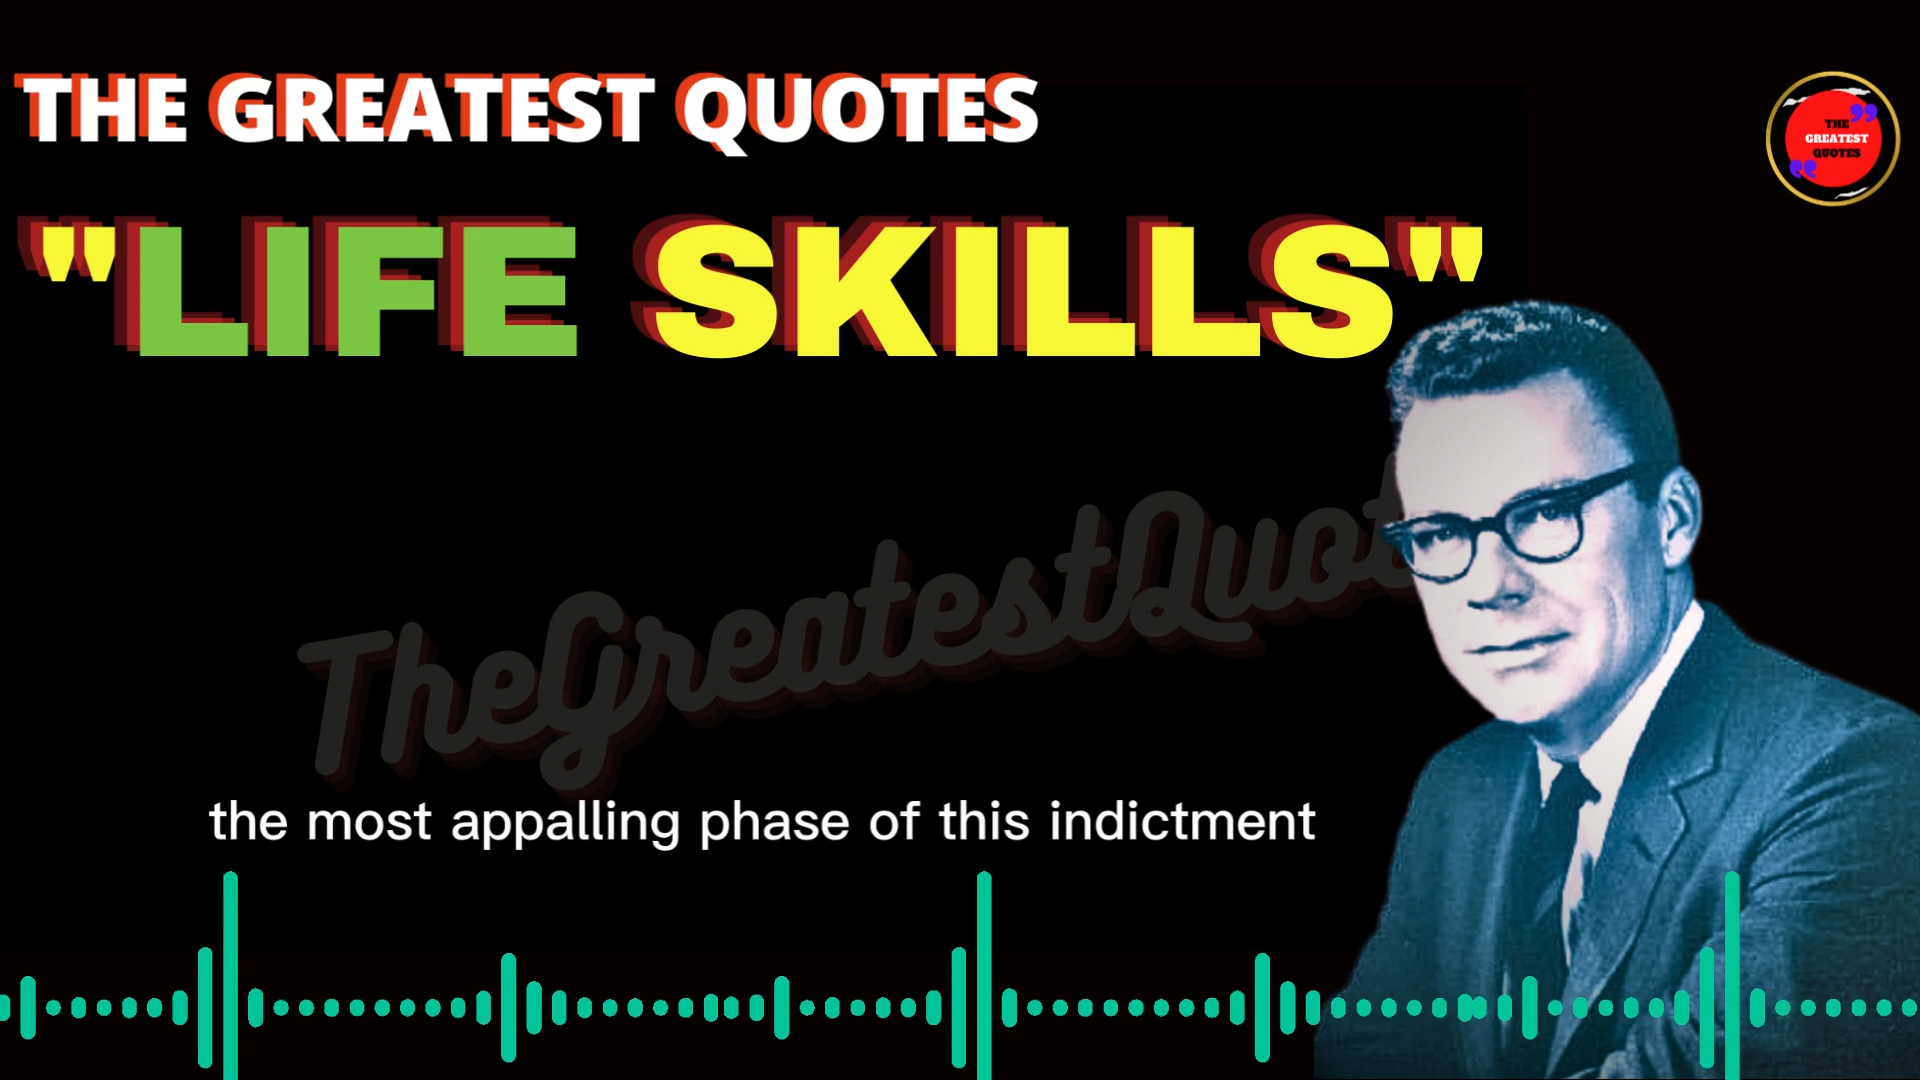 THE GREATEST QUOTES
THE
GREATEST
QUOTES
"LIFE SKILLS"
TheGreatestQuot
the most appalling phase of this indictment